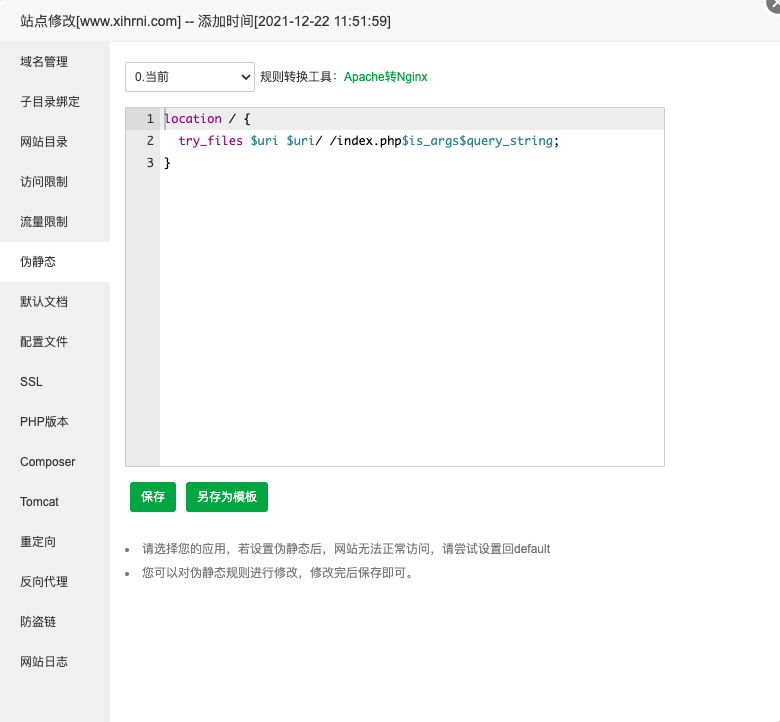 站点修改[www.xihrni.com] -- 添加时间[2021-12-22 11:51:59]
域名管理
子目录绑定
网站目录
访问限制
流量限制
伪静态
默认文档
配置文件
SSL
PHP版本
Composer
Tomcat
重定向
反向代理
防盗链
网站日志
0.当前 规则转换工具：Apache转Nginx
1 location / {
2 try_files $uri $uri/ /index.php$is_args$query_string;
3 }
保存 另存为模板
请选择您的应用，若设置伪静态后，网站无法正常访问，请尝试设置回default
您可以对伪静态规则进行修改，修改完后保存即可。